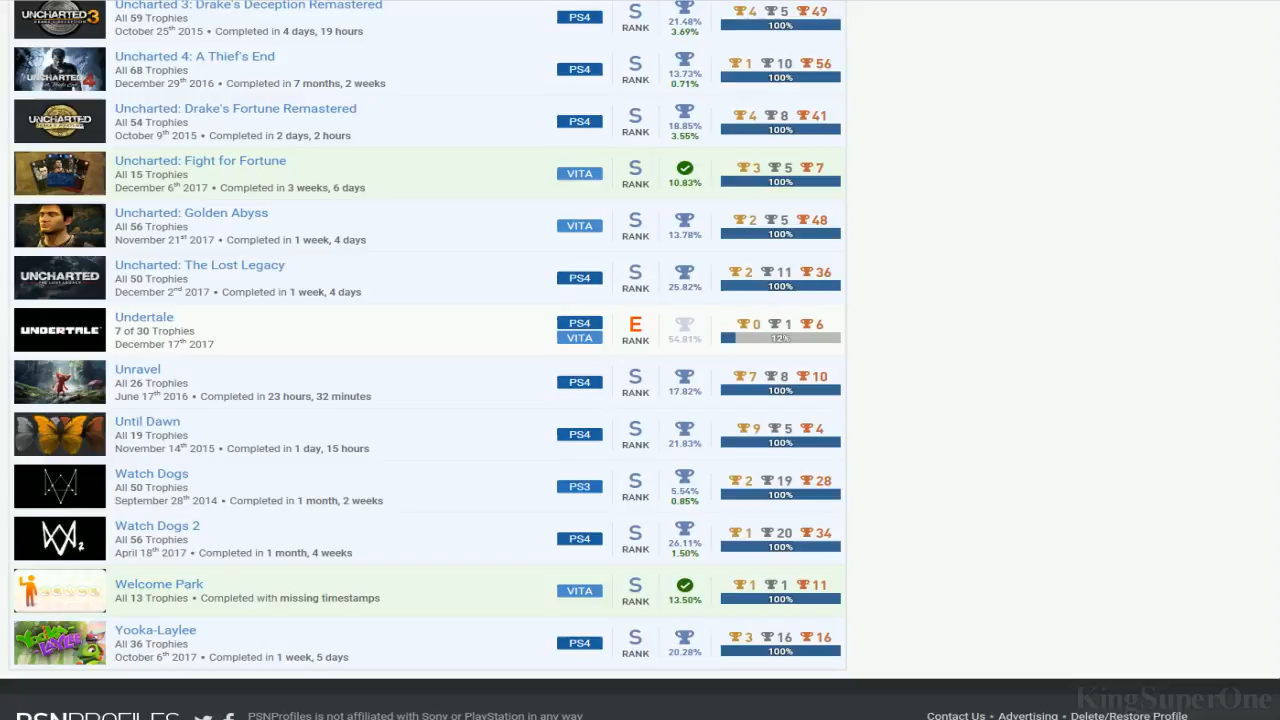 Uncharted 3: Drake's Deception Remastered
All 59 Trophies
October 25th 2015 • Completed in 4 days, 19 hours
PS4
S
RANK
21.48%
3.69%
4 5 49
100%
UNCHARTED 3
Uncharted 4: A Thief's End
All 68 Trophies
December 29th 2016 • Completed in 7 months, 2 weeks
PS4
S
RANK
13.73%
0.71%
1 10 56
100%
UNCHARTED
Uncharted: Drake's Fortune Remastered
All 54 Trophies
October 9th 2015 • Completed in 2 days, 2 hours
PS4
S
RANK
18.85%
3.55%
4 8 41
100%
UNCHARTED
Uncharted: Fight for Fortune
All 15 Trophies
December 6th 2017 • Completed in 3 weeks, 6 days
VITA
S
RANK
10.83%
3 5 7
100%
Uncharted: Golden Abyss
All 56 Trophies
November 21st 2017 • Completed in 1 week, 4 days
VITA
S
RANK
13.78%
2 5 48
100%
UNCHARTED
Uncharted: The Lost Legacy
All 50 Trophies
December 2nd 2017 • Completed in 1 week, 4 days
PS4
S
RANK
25.82%
2 11 36
100%
UNDERTALE
Undertale
7 of 30 Trophies
December 17th 2017
PS4
VITA
E
RANK
54.81%
0 1 6
12%
Unravel
All 26 Trophies
June 17th 2016 • Completed in 23 hours, 32 minutes
PS4
S
RANK
17.82%
7 8 10
100%
Until Dawn
All 19 Trophies
November 14th 2015 • Completed in 1 day, 15 hours
PS4
S
RANK
21.83%
9 5 4
100%
Watch Dogs
All 50 Trophies
September 28th 2014 • Completed in 1 month, 2 weeks
PS3
S
RANK
5.54%
0.85%
2 19 28
100%
2
Watch Dogs 2
All 56 Trophies
April 18th 2017 • Completed in 1 month, 4 weeks
PS4
S
RANK
26.11%
1.50%
1 20 34
100%
Welcome Park
All 13 Trophies • Completed with missing timestamps
VITA
S
RANK
13.50%
1 1 11
100%
YOOKA-LAYLEE
Yooka-Laylee
All 36 Trophies
October 6th 2017 • Completed in 1 week, 5 days
PS4
S
RANK
20.28%
3 16 16
100%
KingSuperOne
PSNPROFILES
PSNProfiles is not affiliated with Sony or PlayStation in any way
Contact Us • Advertising • Delete/Restore Profile